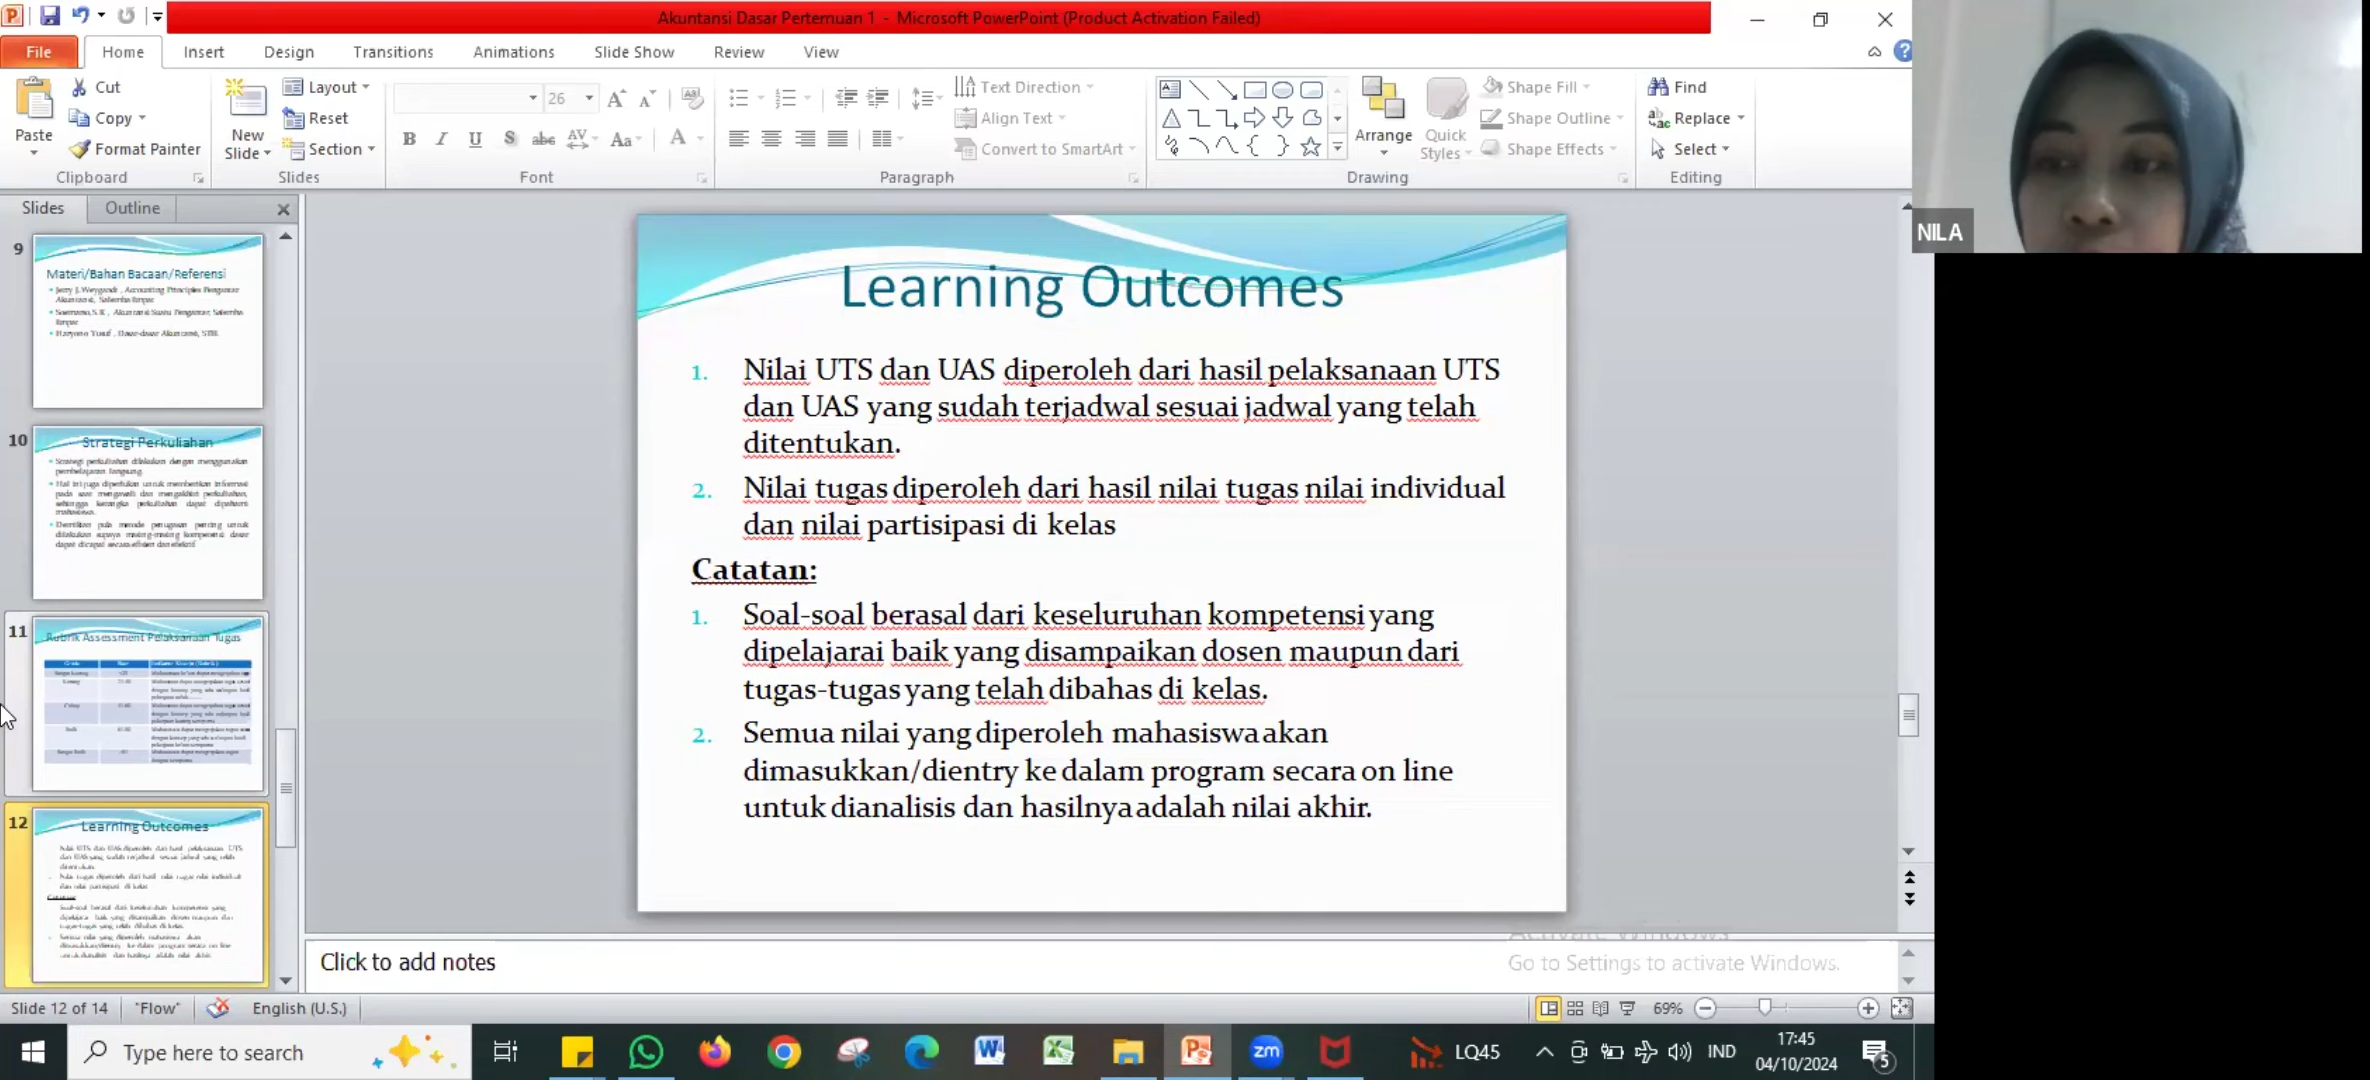 Akuntansi Dasar Pertemuan 1 - Microsoft PowerPoint (Product Activation Failed)
File Home Insert Design Transitions Animations Slide Show Review View
Cut
Copy
Format Painter
Paste
Clipboard
New
Slide
Layout
Reset
Section
Slides
26
Font
Text Direction
Align Text
Convert to SmartArt
Paragraph
Arrange
Quick
Styles
Shape Fill
Shape Outline
Shape Effects
Drawing
Find
Replace
Select
Editing
NILA
Slides Outline
9
Materi/Bahan Bacaan/Referensi
10
Strategi Perkuliahan
11
Rubrik Assessment Pelaksanaan Tugas
12
Learning Outcomes
Learning Outcomes
1. Nilai UTS dan UAS diperoleh dari hasil pelaksanaan UTS
dan UAS yang sudah terjadwal sesuai jadwal yang telah
ditentukan.
2. Nilai tugas diperoleh dari hasil nilai tugas nilai individual
dan nilai partisipasi di kelas
Catatan:
1. Soal-soal berasal dari keseluruhan kompetensi yang
dipelajarai baik yang disampaikan dosen maupun dari
tugas-tugas yang telah dibahas di kelas.
2. Semua nilai yang diperoleh mahasiswa akan
dimasukkan/dientry ke dalam program secara on line
untuk dianalisis dan hasilnya adalah nilai akhir.
Click to add notes
Activate Windows
Go to Settings to activate Windows.
Slide 12 of 14 "Flow" English (U.S.) 69%
Type here to search
LQ45
IND
17:45
04/10/2024
5